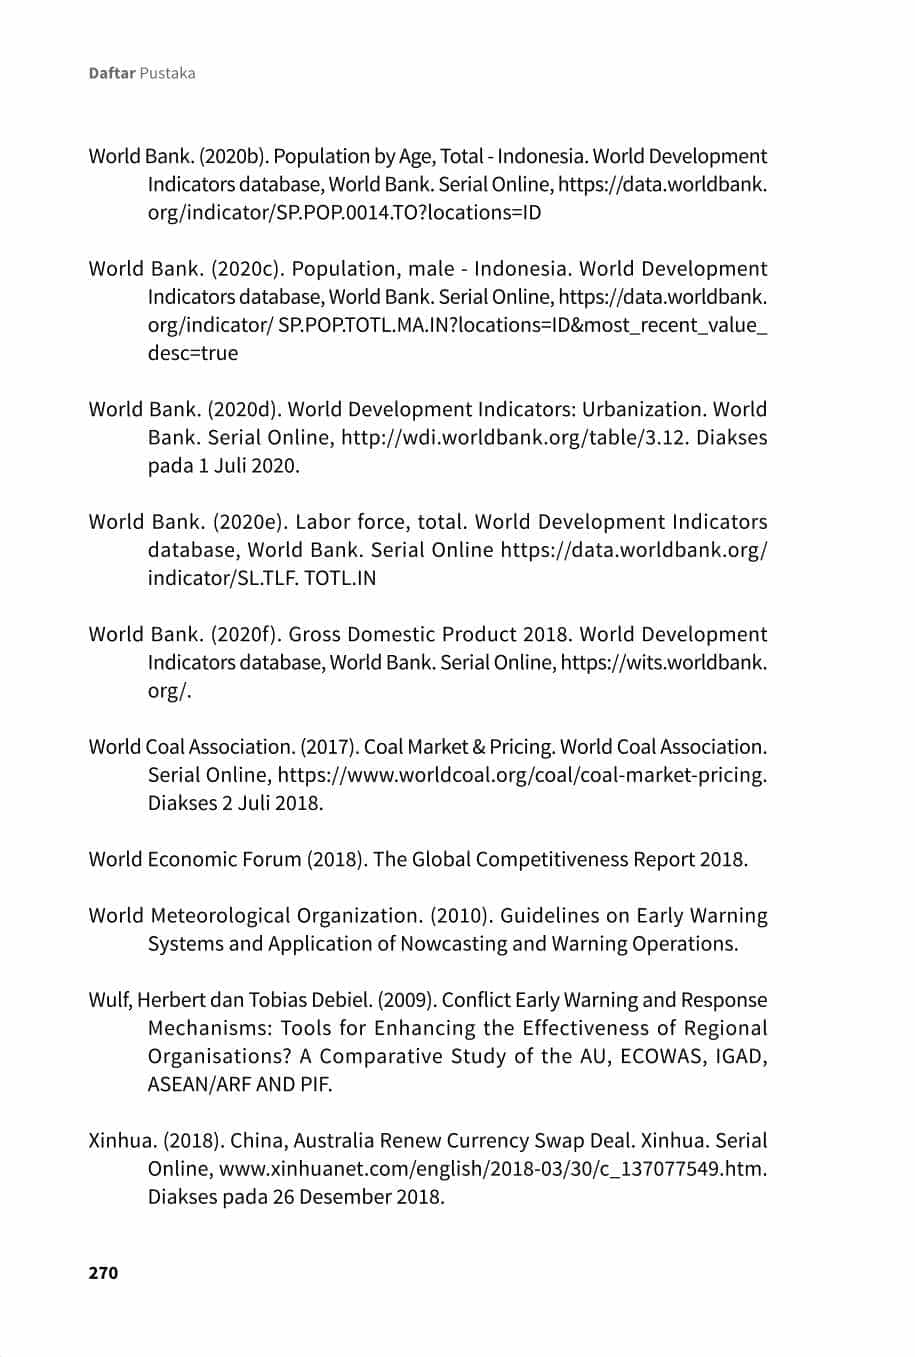 Daftar Pustaka
World Bank. (2020b). Population by Age, Total - Indonesia. World Development
Indicators database, World Bank. Serial Online, https://data.worldbank.
org/indicator/SP.POP.0014.TO?locations=ID
World Bank. (2020c). Population, male - Indonesia. World Development
Indicators database, World Bank. Serial Online, https://data.worldbank.
org/indicator/ SP.POP.TOTL.MA.IN?locations=ID&most_recent_value_
desc=true
World Bank. (2020d). World Development Indicators: Urbanization. World
Bank. Serial Online, http://wdi.worldbank.org/table/3.12. Diakses
pada 1 Juli 2020.
World Bank. (2020e). Labor force, total. World Development Indicators
database, World Bank. Serial Online https://data.worldbank.org/
indicator/SL.TLF. TOTL.IN
World Bank. (2020f). Gross Domestic Product 2018. World Development
Indicators database, World Bank. Serial Online, https://wits.worldbank.
org/.
World Coal Association. (2017). Coal Market & Pricing. World Coal Association.
Serial Online, https://www.worldcoal.org/coal/coal-market-pricing.
Diakses 2 Juli 2018.
World Economic Forum (2018). The Global Competitiveness Report 2018.
World Meteorological Organization. (2010). Guidelines on Early Warning
Systems and Application of Nowcasting and Warning Operations.
Wulf, Herbert dan Tobias Debiel. (2009). Conflict Early Warning and Response
Mechanisms: Tools for Enhancing the Effectiveness of Regional
Organisations? A Comparative Study of the AU, ECOWAS, IGAD,
ASEAN/ARF AND PIF.
Xinhua. (2018). China, Australia Renew Currency Swap Deal. Xinhua. Serial
Online, www.xinhuanet.com/english/2018-03/30/c_137077549.htm.
Diakses pada 26 Desember 2018.
270